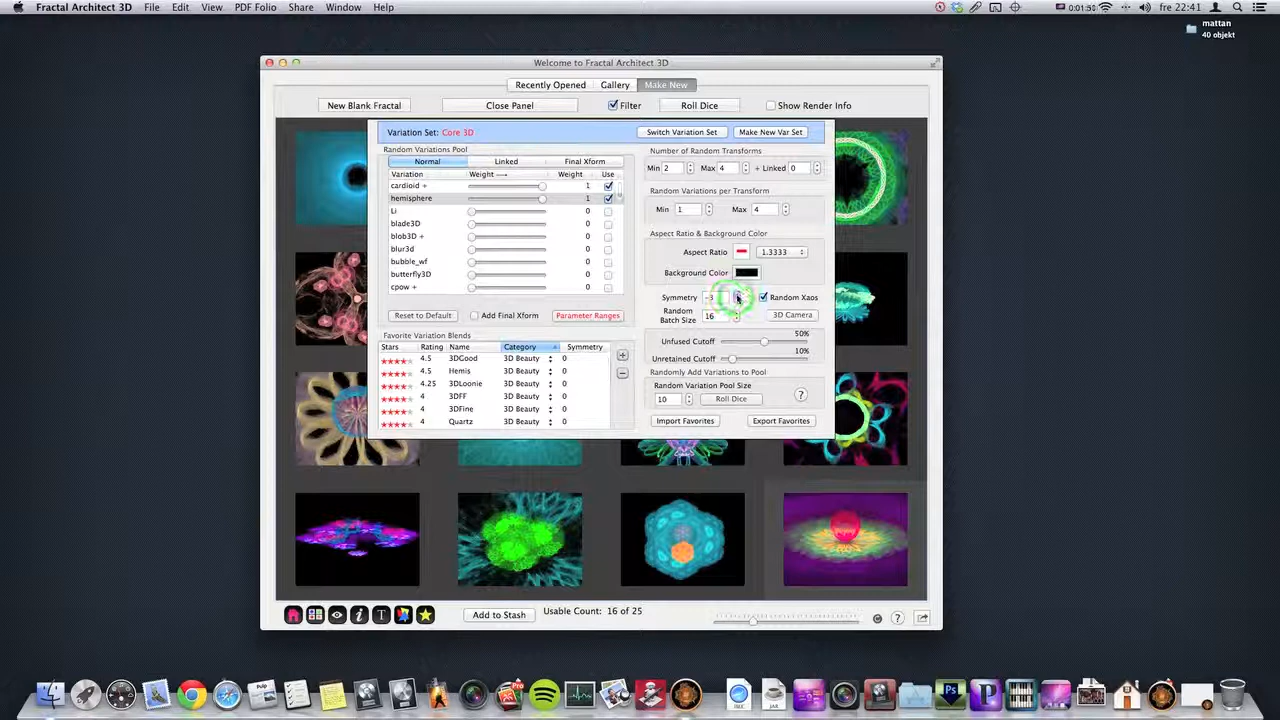 Fractal Architect 3D File Edit View PDF Folio Share Window Help
fre 22:41
mattan
40 objekt
Welcome to Fractal Architect 3D
Recently Opened Gallery Make New
New Blank Fractal Close Panel Filter Roll Dice Show Render Info
Variation Set: Core 3D Switch Variation Set Make New Var Set
Random Variations Pool
Normal Linked Final Xform
Variation Weight Weight Use
cardioid + 1
hemisphere 1
Li 0
blade3D 0
blob3D + 0
blur3d 0
bubble_wf 0
butterfly3D 0
cpow + 0
Reset to Default Add Final Xform Parameter Ranges
Favorite Variation Blends
Stars Rating Name Category Symmetry
4.5 3DGood 3D Beauty 0
4.5 Hemis 3D Beauty 0
4.25 3DLoonie 3D Beauty 0
4 3DFF 3D Beauty 0
4 3DFine 3D Beauty 0
4 Quartz 3D Beauty 0
Number of Random Transforms
Min 2 Max 4 + Linked 0
Random Variations per Transform
Min 1 Max 4
Aspect Ratio & Background Color
Aspect Ratio 1.3333
Background Color
Symmetry -3 Random Xaos
Random
Batch Size 16 3D Camera
50%
Unfused Cutoff
10%
Unretained Cutoff
Randomly Add Variations to Pool
Random Variation Pool Size
10 Roll Dice ?
Import Favorites Export Favorites
Add to Stash Usable Count: 16 of 25